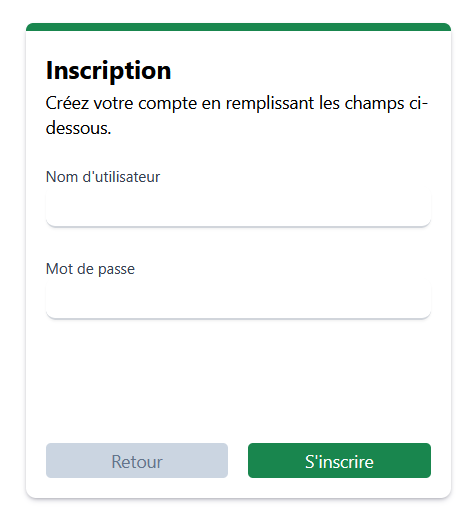 Inscription
Créez votre compte en remplissant les champs ci-
dessous.
Nom d'utilisateur
Mot de passe
Retour
S'inscrire